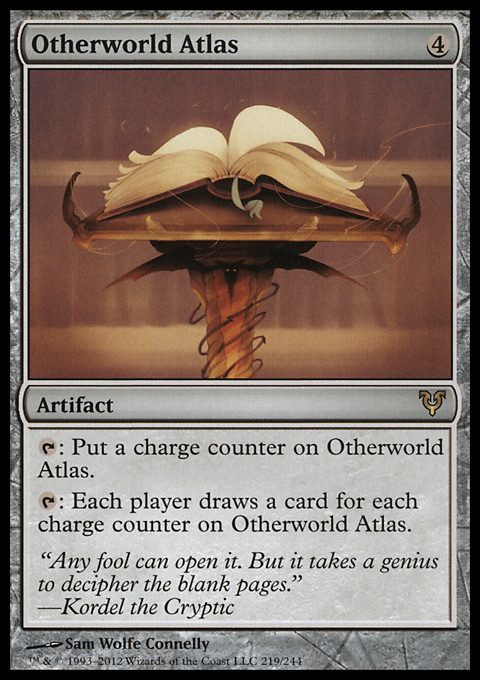 Otherworld Atlas 4
Artifact
: Put a charge counter on Otherworld
Atlas.
: Each player draws a card for each
charge counter on Otherworld Atlas.
“Any fool can open it. But it takes a genius
to decipher the blank pages.”
—Kordel the Cryptic
Sam Wolfe Connelly
™ & © 1993–2012 Wizards of the Coast LLC 219/244